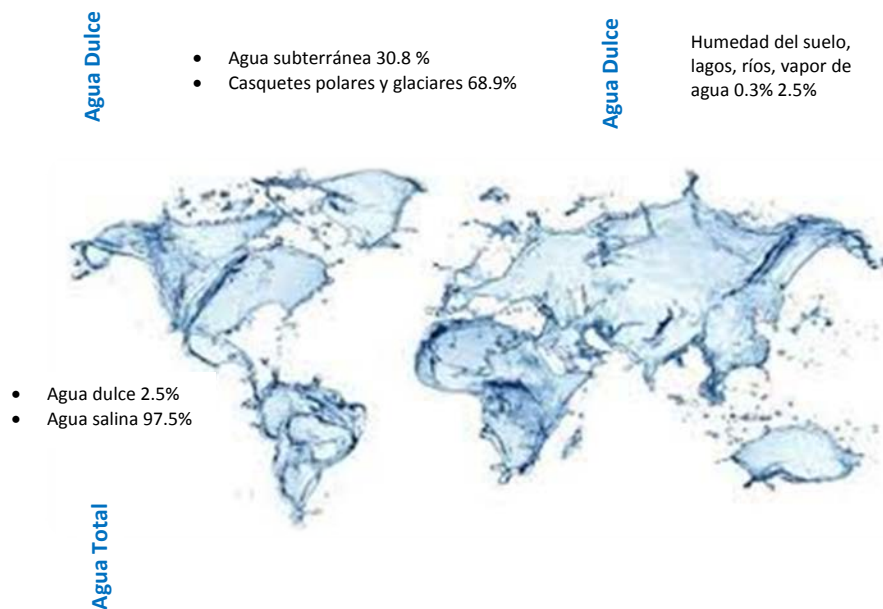 Agua Dulce
• Agua subterránea 30.8 %
• Casquetes polares y glaciares 68.9%
Agua Dulce
Humedad del suelo,
lagos, ríos, vapor de
agua 0.3% 2.5%
• Agua dulce 2.5%
• Agua salina 97.5%
Agua Total